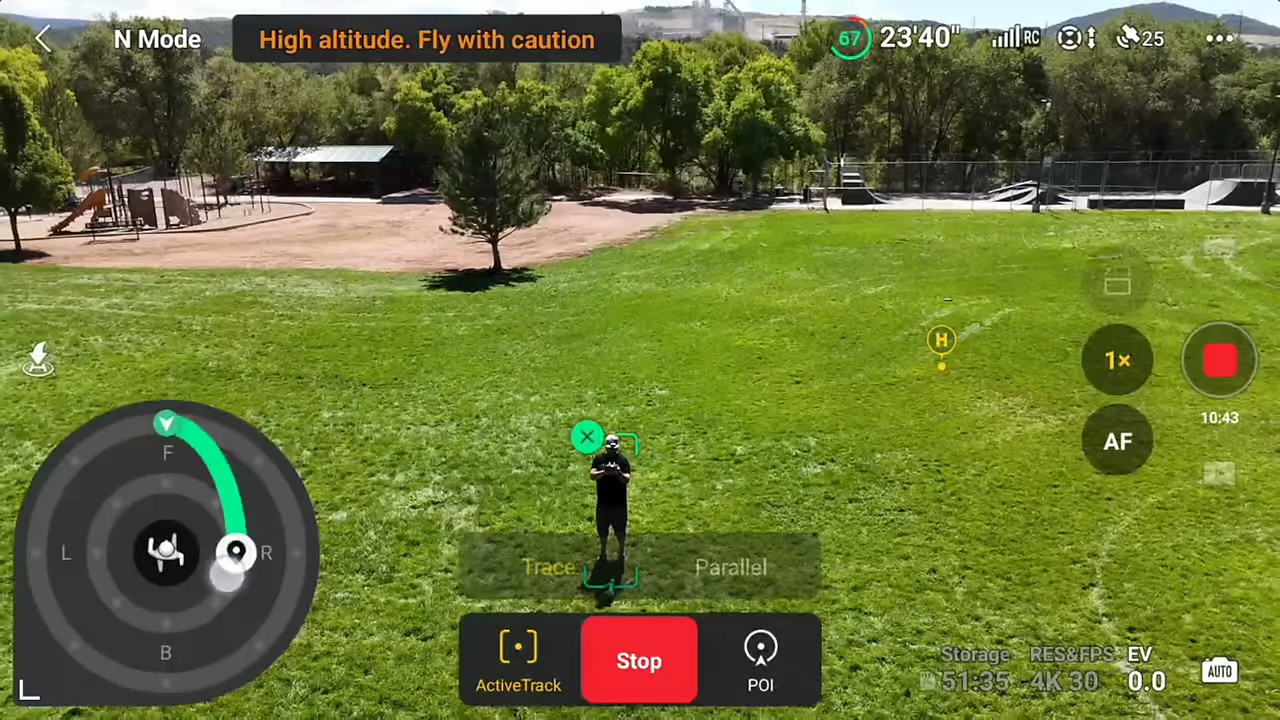 N Mode
High altitude. Fly with caution
67
23'40"
RC
25
H
1×
10:43
AF
F
L
R
B
Trace
Parallel
ActiveTrack
Stop
POI
Storage
RES&FPS
EV
51:35
4K 30
0.0
AUTO